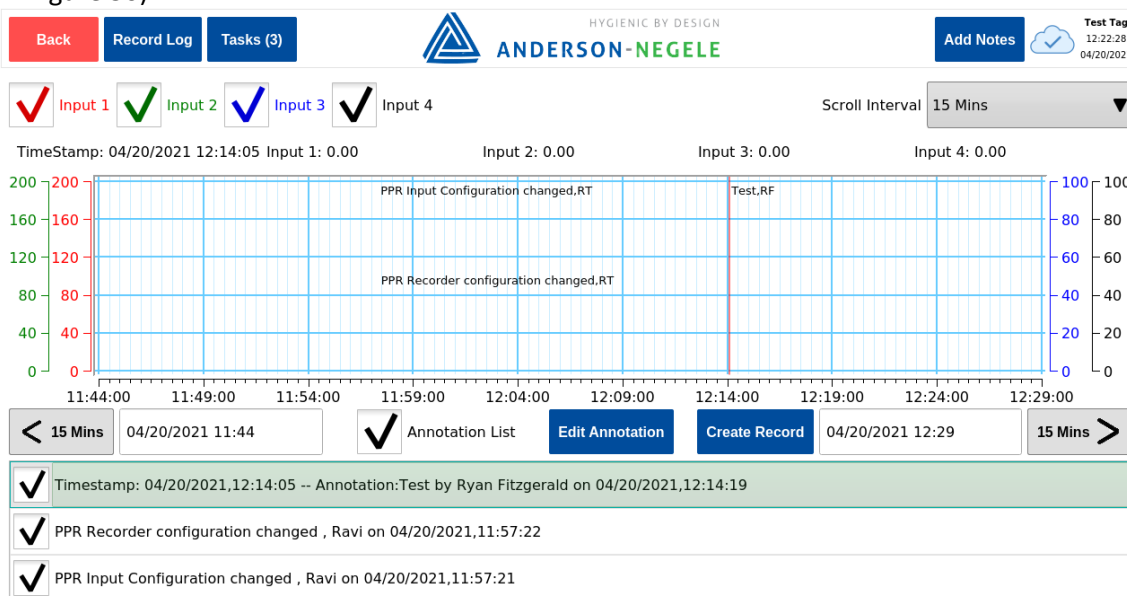 Back
Record Log
Tasks (3)
HYGIENIC BY DESIGN
ANDERSON-NEGELE
Add Notes
Test Tag
12:22:28
04/20/202
Input 1
Input 2
Input 3
Input 4
Scroll Interval
15 Mins
TimeStamp: 04/20/2021 12:14:05 Input 1: 0.00 Input 2: 0.00 Input 3: 0.00 Input 4: 0.00
200 200 100 100
PPR Input Configuration changed,RT
Test,RF
160 160 80 80
120 120 60 60
PPR Recorder configuration changed,RT
80 80 40 40
40 40 20 20
0 0 0 0
11:44:00 11:49:00 11:54:00 11:59:00 12:04:00 12:09:00 12:14:00 12:19:00 12:24:00 12:29:00
15 Mins
04/20/2021 11:44
Annotation List
Edit Annotation
Create Record
04/20/2021 12:29
15 Mins
Timestamp: 04/20/2021,12:14:05 -- Annotation:Test by Ryan Fitzgerald on 04/20/2021,12:14:19
PPR Recorder configuration changed , Ravi on 04/20/2021,11:57:22
PPR Input Configuration changed , Ravi on 04/20/2021,11:57:21